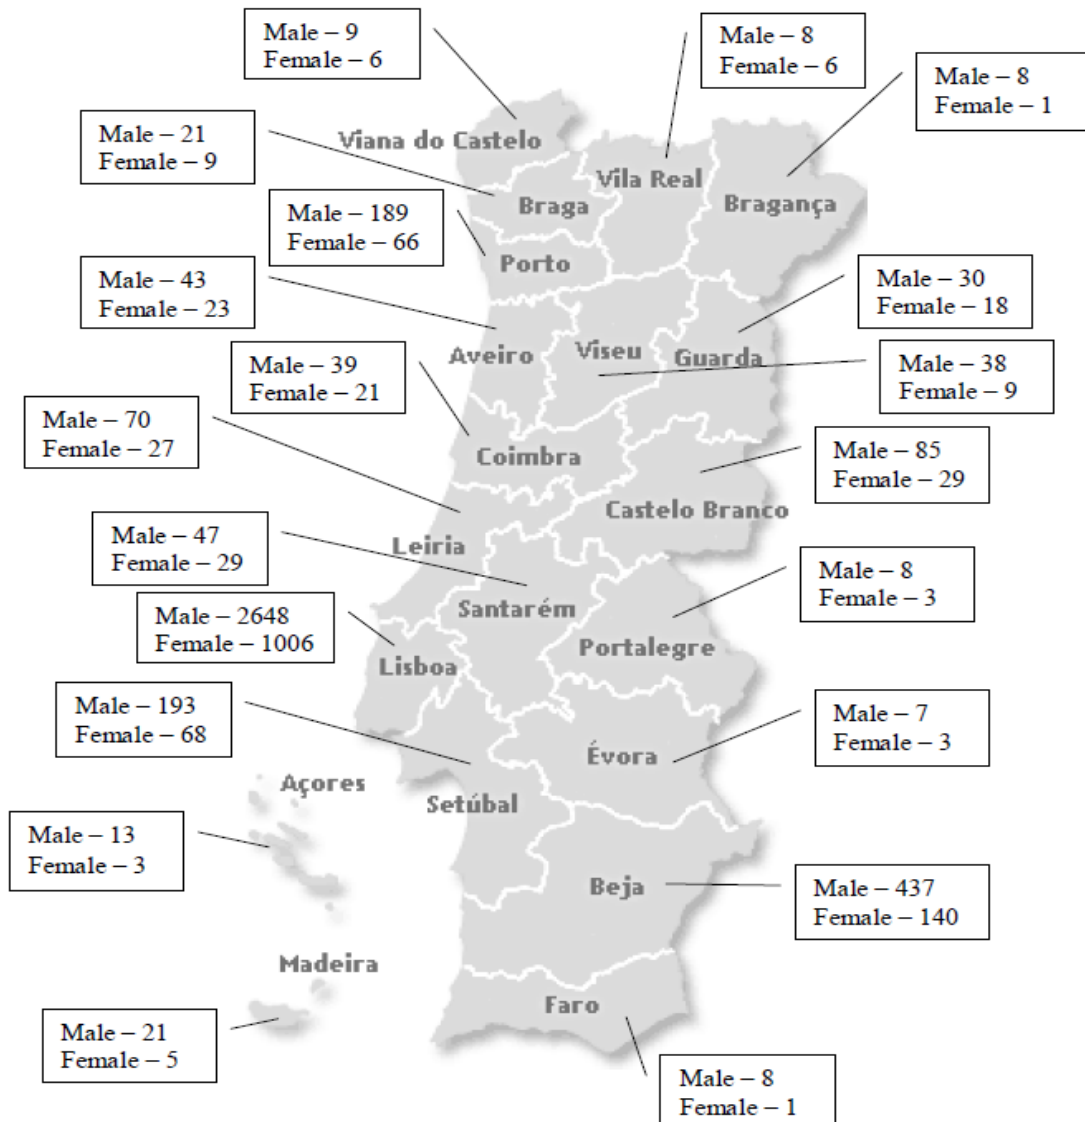 Male – 9
Female – 6
Male – 8
Female – 6
Male – 8
Female – 1
Male – 21
Female – 9
Viana do Castelo
Vila Real
Bragança
Braga
Male – 189
Female – 66
Porto
Male – 43
Female – 23
Male – 30
Female – 18
Aveiro
Viseu
Guarda
Male – 39
Female – 21
Male – 38
Female – 9
Male – 70
Female – 27
Coimbra
Male – 85
Female – 29
Castelo Branco
Male – 47
Female – 29
Leiria
Santarém
Male – 8
Female – 3
Male – 2648
Female – 1006
Lisboa
Portalegre
Male – 193
Female – 68
Male – 7
Female – 3
Évora
Açores
Setúbal
Male – 13
Female – 3
Beja
Male – 437
Female – 140
Madeira
Faro
Male – 21
Female – 5
Male – 8
Female – 1